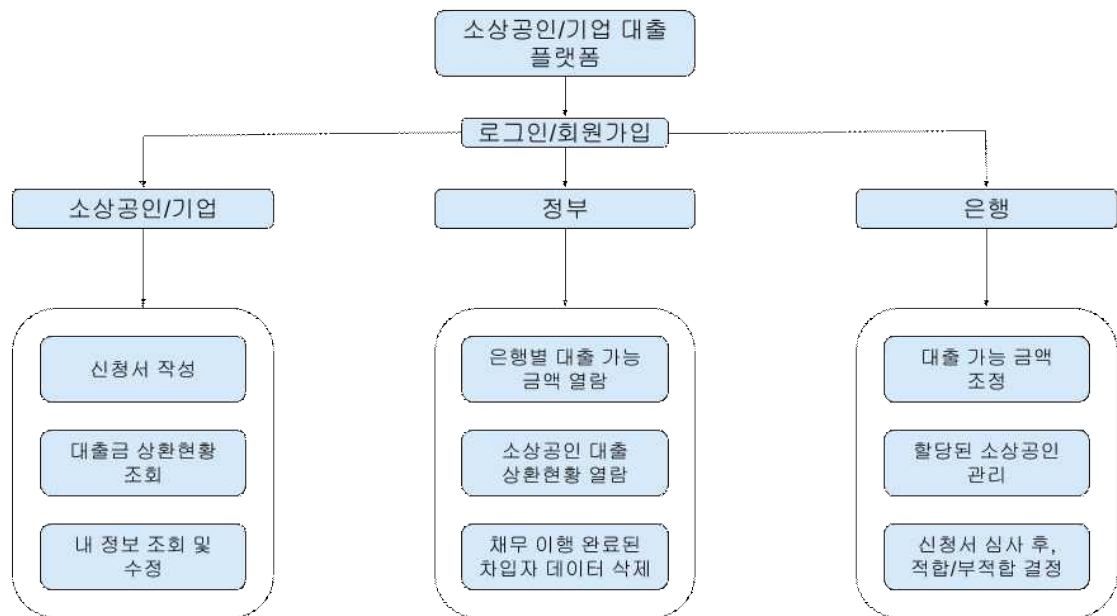 소상공인/기업 대출
플랫폼
로그인/회원가입
소상공인/기업
정부
은행
신청서 작성
대출금 상환현황
조회
내 정보 조회 및
수정
은행별 대출 가능
금액 열람
소상공인 대출
상환현황 열람
채무 이행 완료된
차입자 데이터 삭제
대출 가능 금액
조정
할당된 소상공인
관리
신청서 심사 후,
적합/부적합 결정